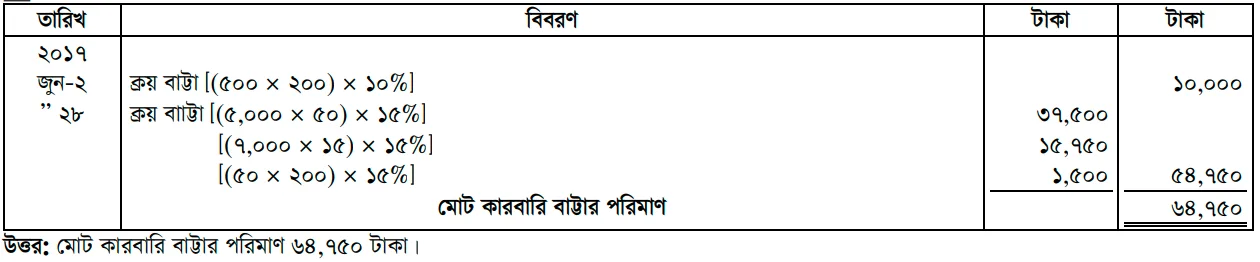 তারিখ বিবরণ টাকা টাকা
২০১৭
জুন-২ ক্রয় বাট্টা [(৫০০ × ২০০) × ১০%] ১০,০০০
” ২৮ ক্রয় বাাট্টা [(৫,০০০ × ৫০) × ১৫%] ৩৭,৫০০
[(৭,০০০ × ১৫) × ১৫%] ১৫,৭৫০
[(৫০ × ২০০) × ১৫%] ১,৫০০ ৫৪,৭৫০
মোট কারবারি বাট্টার পরিমাণ ৬৪,৭৫০
উত্তর: মোট কারবারি বাট্টার পরিমাণ ৬৪,৭৫০ টাকা।